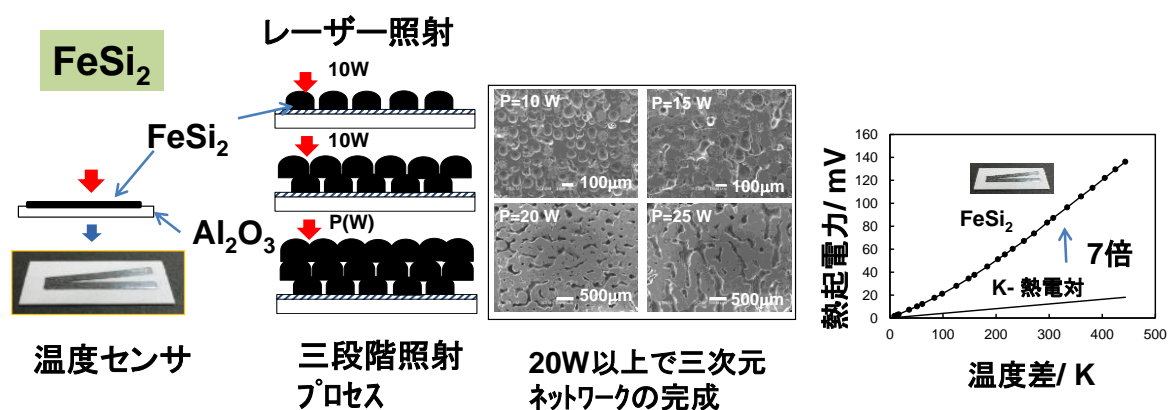 FeSi2
FeSi2
Al2O3
温度センサ
レーザー照射
10W
10W
P(W)
三段階照射
プロセス
P=10 W
100μm
P=15 W
100μm
P=20 W
500μm
P=25 W
500μm
20W以上で三次元
ネットワークの完成
熱起電力/ mV
160
140
120
100
80
60
40
20
0
FeSi2
7倍
K- 熱電対
0 100 200 300 400 500
温度差/ K